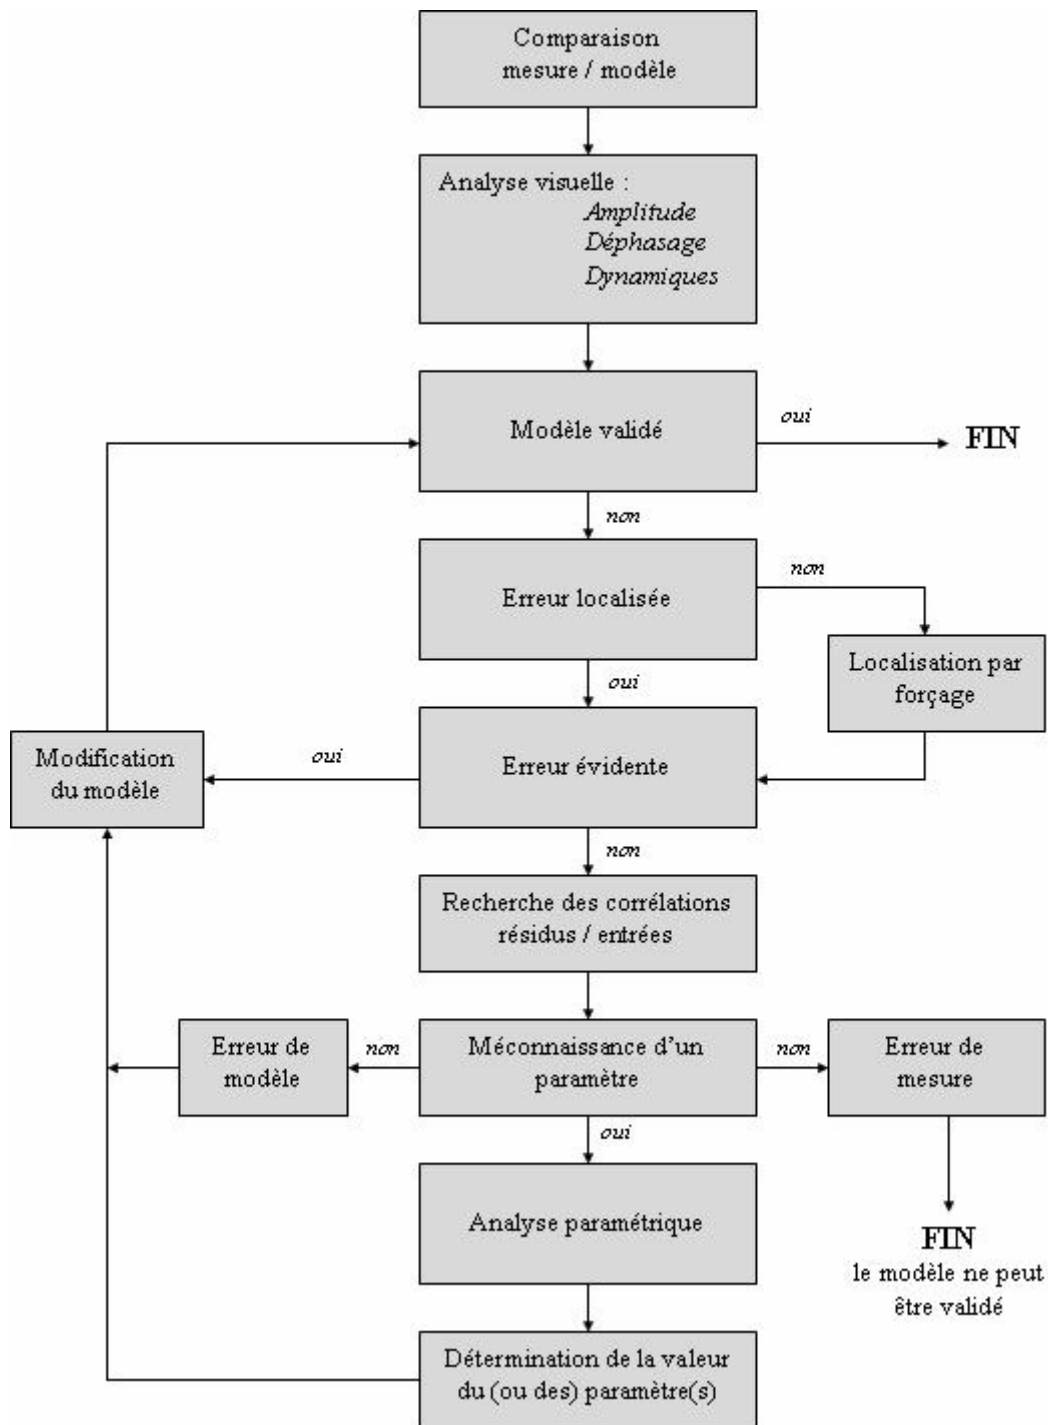 Comparaison
mesure / modèle
Analyse visuelle :
Amplitude
Déphasage
Dynamiques
Modèle validé
oui
FIN
non
Erreur localisée
non
Localisation par
forçage
oui
Modification
du modèle
oui
Erreur évidente
non
Recherche des corrélations
résidus / entrées
Erreur de
modèle
non
Méconnaissance d'un
paramètre
non
Erreur de
mesure
oui
Analyse paramétrique
FIN
le modèle ne peut
être validé
Détermination de la valeur
du (ou des) paramètre(s)